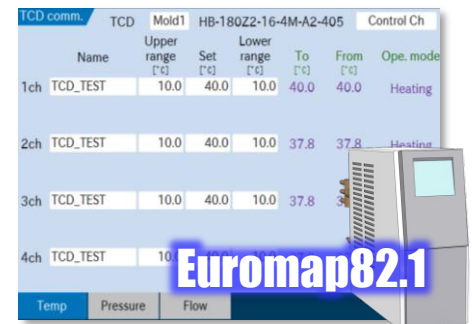 TCD comm. TCD Mold1 HB-180Z2-16-4M-A2-405 Control Ch
Name Upper range [℃] Set [℃] Lower range [℃] To [℃] From [℃] Ope. mode
1ch TCD_TEST 10.0 40.0 10.0 40.0 40.0 Heating
2ch TCD_TEST 10.0 40.0 10.0 37.8 37.8 Heating
3ch TCD_TEST 10.0 40.0 10.0 37.8
4ch TCD_TEST
Euromap82.1
Temp Pressure Flow